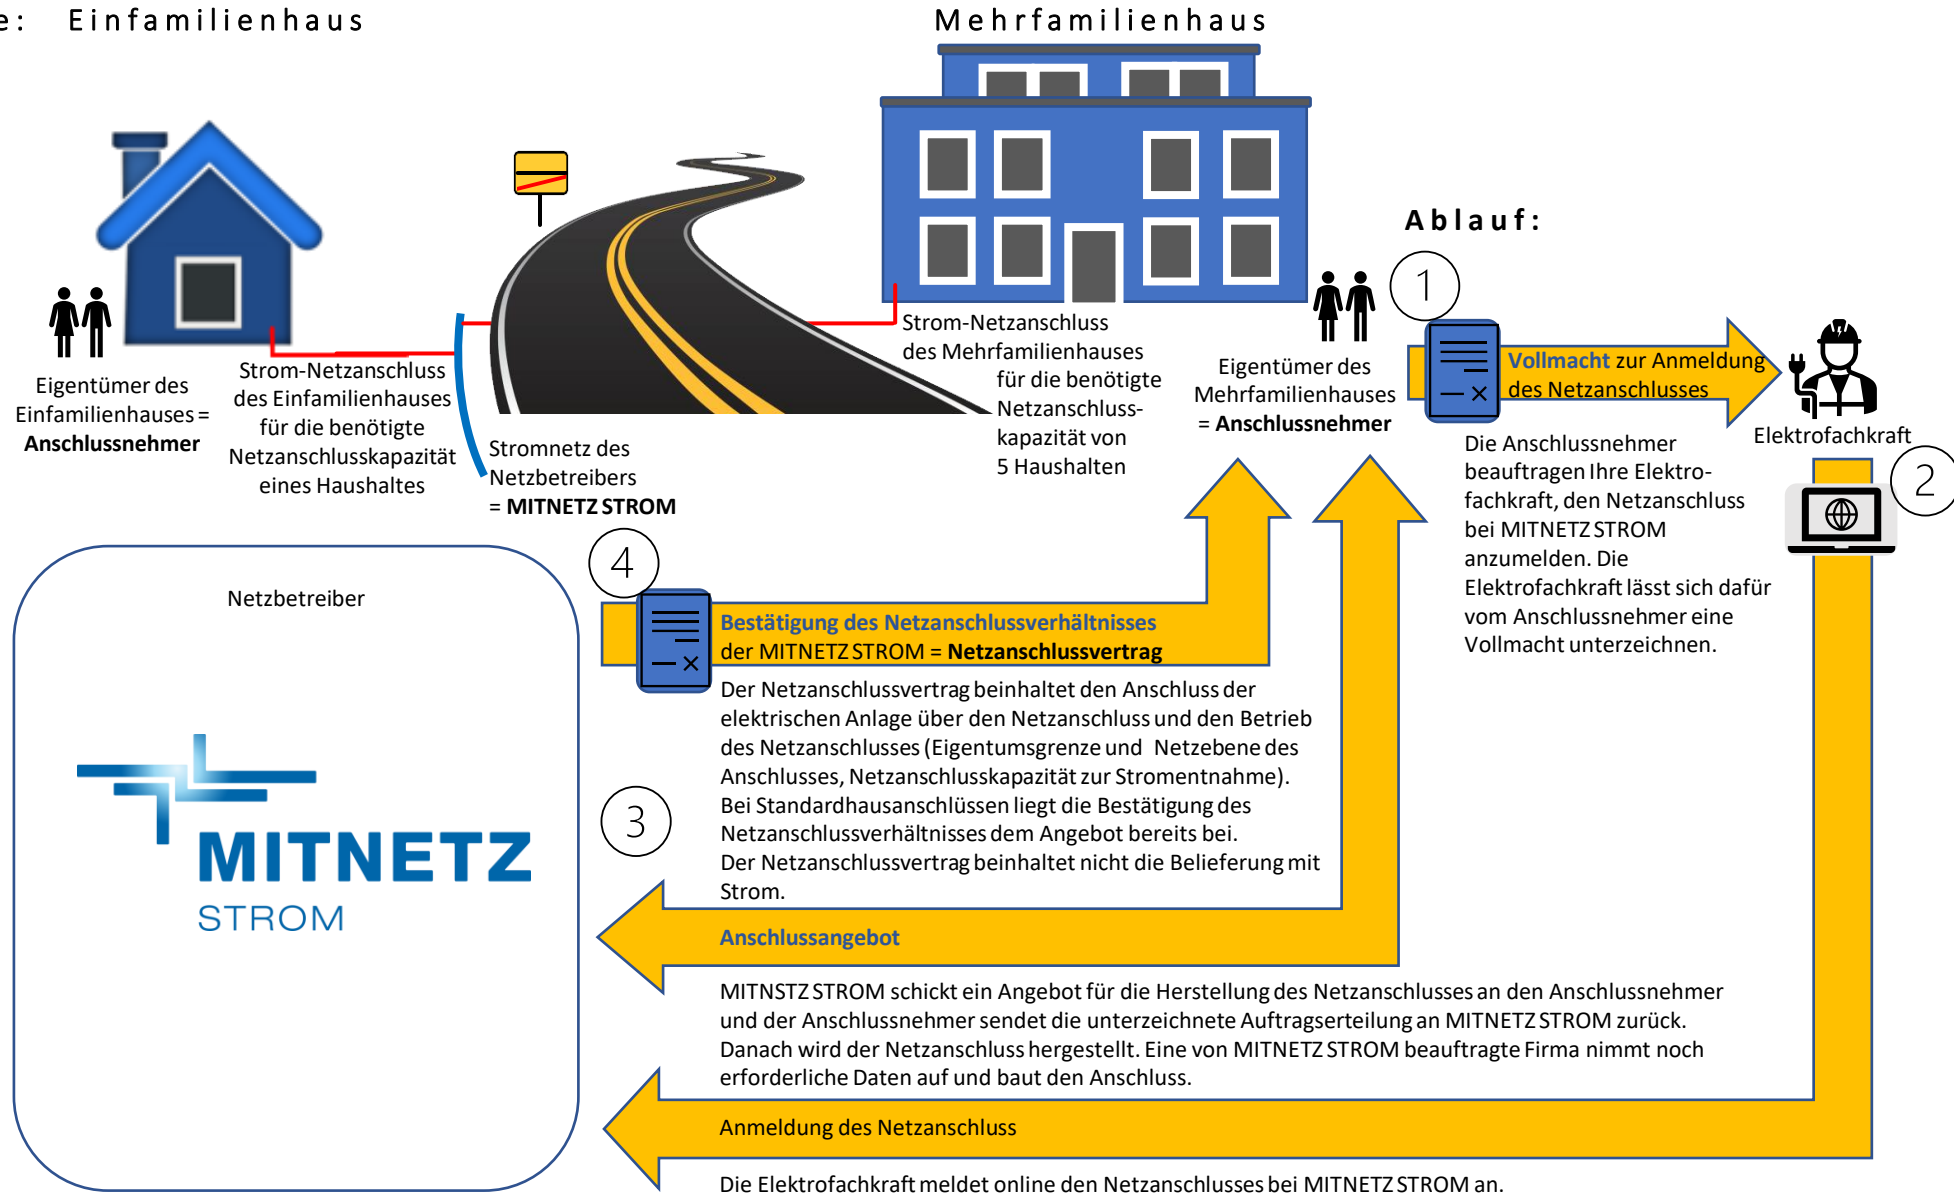 e: Einfamilienhaus
Mehrfamilienhaus
Ablauf:
1
Eigentümer des
Einfamilienhauses =
Anschlussnehmer
Strom-Netzanschluss
des Einfamilienhauses
für die benötigte
Netzanschlusskapazität
eines Haushaltes
Stromnetz des
Netzbetreibers
= MITNETZ STROM
Strom-Netzanschluss
des Mehrfamilienhauses
für die benötigte
Netzanschluss-
kapazität von
5 Haushalten
Eigentümer des
Mehrfamilienhauses
= Anschlussnehmer
Vollmacht zur Anmeldung
des Netzanschlusses
Elektrofachkraft
Die Anschlussnehmer
beauftragen Ihre Elektro-
fachkraft, den Netzanschluss
bei MITNETZ STROM
anzumelden. Die
Elektrofachkraft lässt sich dafür
vom Anschlussnehmer eine
Vollmacht unterzeichnen.
2
4
Netzbetreiber
MITNETZ
STROM
Bestätigung des Netzanschlussverhältnisses
der MITNETZ STROM = Netzanschlussvertrag
Der Netzanschlussvertrag beinhaltet den Anschluss der
elektrischen Anlage über den Netzanschluss und den Betrieb
des Netzanschlusses (Eigentumsgrenze und Netzebene des
Anschlusses, Netzanschlusskapazität zur Stromentnahme).
Bei Standardhausanschlüssen liegt die Bestätigung des
Netzanschlussverhältnisses dem Angebot bereits bei.
Der Netzanschlussvertrag beinhaltet nicht die Belieferung mit
Strom.
3
Anschlussangebot
MITNSTZ STROM schickt ein Angebot für die Herstellung des Netzanschlusses an den Anschlussnehmer
und der Anschlussnehmer sendet die unterzeichnete Auftragserteilung an MITNETZ STROM zurück.
Danach wird der Netzanschluss hergestellt. Eine von MITNETZ STROM beauftragte Firma nimmt noch
erforderliche Daten auf und baut den Anschluss.
Anmeldung des Netzanschluss
Die Elektrofachkraft meldet online den Netzanschlusses bei MITNETZ STROM an.